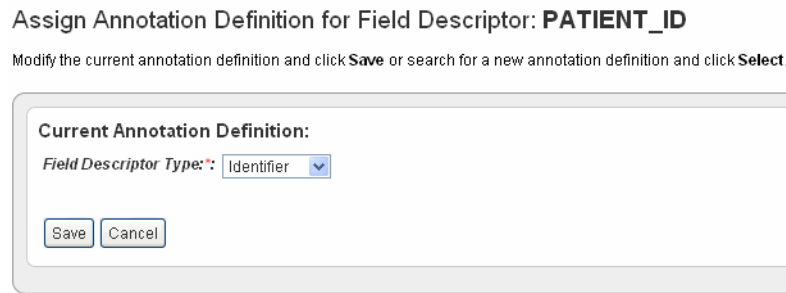 Assign Annotation Definition for Field Descriptor: PATIENT_ID
Modify the current annotation definition and click Save or search for a new annotation definition and click Select.
Current Annotation Definition:
Field Descriptor Type:*: Identifier
Save Cancel